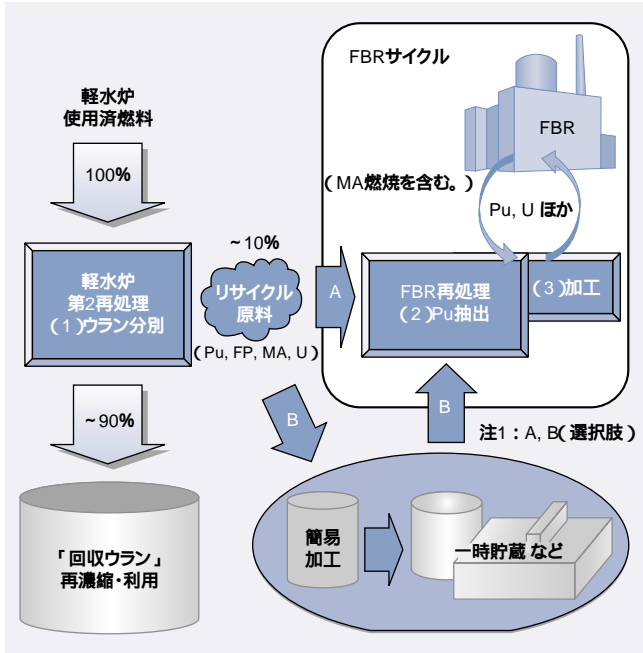 FBRサイクル
軽水炉
使用済燃料
FBR
100%
(MA燃焼を含む。)
Pu, U ほか
~10%
軽水炉
第2再処理
(1)ウラン分別
リサイクル
原料
A
FBR再処理
(2)Pu抽出
(3)加工
(Pu, FP, MA, U)
B
B
注1：A, B(選択肢)
~90%
「回収ウラン」
再濃縮・利用
簡易
加工
一時貯蔵 など